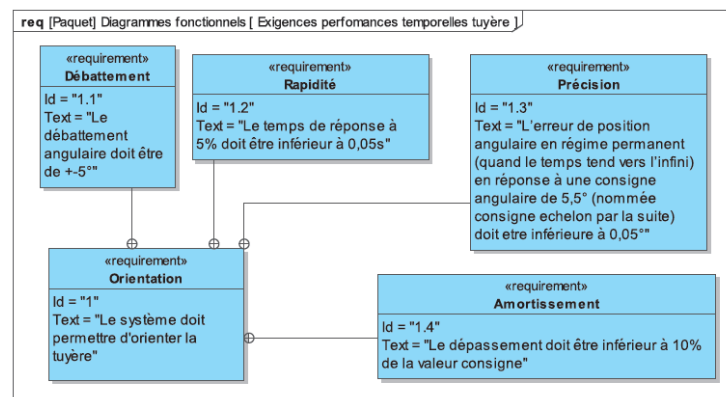 req [Paquet] Diagrammes fonctionnels [ Exigences perfomances temporelles tuyère ]
«requirement»
Débattement
Id = "1.1"
Text = "Le
débattement
angulaire doit être
de +-5°"
«requirement»
Rapidité
Id = "1.2"
Text = "Le temps de réponse à
5% doit être inférieur à 0,05s"
«requirement»
Précision
Id = "1.3"
Text = "L'erreur de position
angulaire en régime permanent
(quand le temps tend vers l'infini)
en réponse à une consigne
angulaire de 5,5° (nommée
consigne echelon par la suite)
doit etre inférieure à 0,05°"
«requirement»
Orientation
Id = "1"
Text = "Le système doit
permettre d'orienter la
tuyère"
«requirement»
Amortissement
Id = "1.4"
Text = "Le dépassement doit être inférieur à 10%
de la valeur consigne"